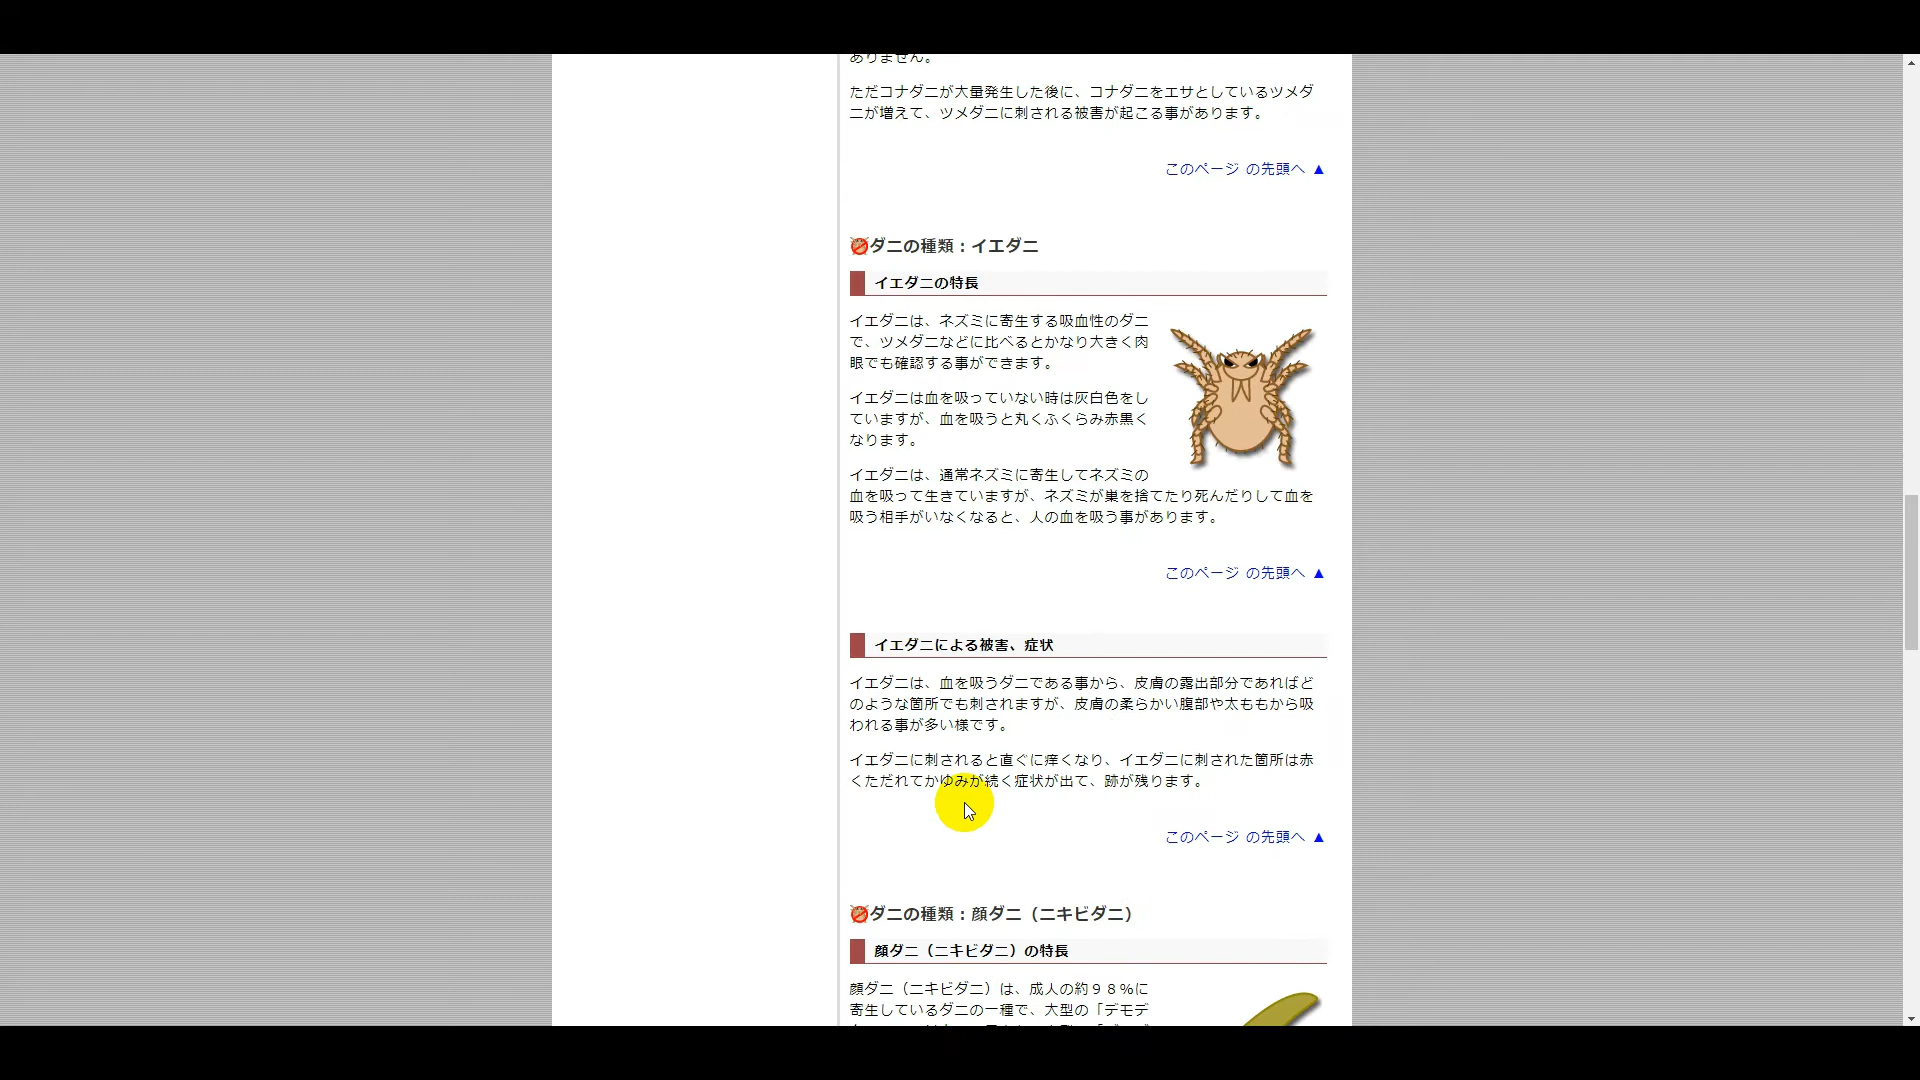 ありません。
ただコナダニが大量発生した後に、コナダニをエサとしているツメダ
ニが増えて、ツメダニに刺される被害が起こる事があります。
このページ の先頭へ ▲
ダニの種類：イエダニ
イエダニの特長
イエダニは、ネズミに寄生する吸血性のダニ
で、ツメダニなどに比べるとかなり大きく肉
眼でも確認する事ができます。
イエダニは血を吸っていない時は灰白色をし
ていますが、血を吸うと丸くふくらみ赤黒く
なります。
イエダニは、通常ネズミに寄生してネズミの
血を吸って生きていますが、ネズミが巣を捨てたり死んだりして血を
吸う相手がいなくなると、人の血を吸う事があります。
このページ の先頭へ ▲
イエダニによる被害、症状
イエダニは、血を吸うダニである事から、皮膚の露出部分であればど
のような箇所でも刺されますが、皮膚の柔らかい腹部や太ももから吸
われる事が多い様です。
イエダニに刺されると直ぐに痒くなり、イエダニに刺された箇所は赤
くただれてかゆみが続く症状が出て、跡が残ります。
このページ の先頭へ ▲
ダニの種類：顔ダニ（ニキビダニ）
顔ダニ（ニキビダニ）の特長
顔ダニ（ニキビダニ）は、成人の約９８％に
寄生しているダニの一種で、大型の「デモデ